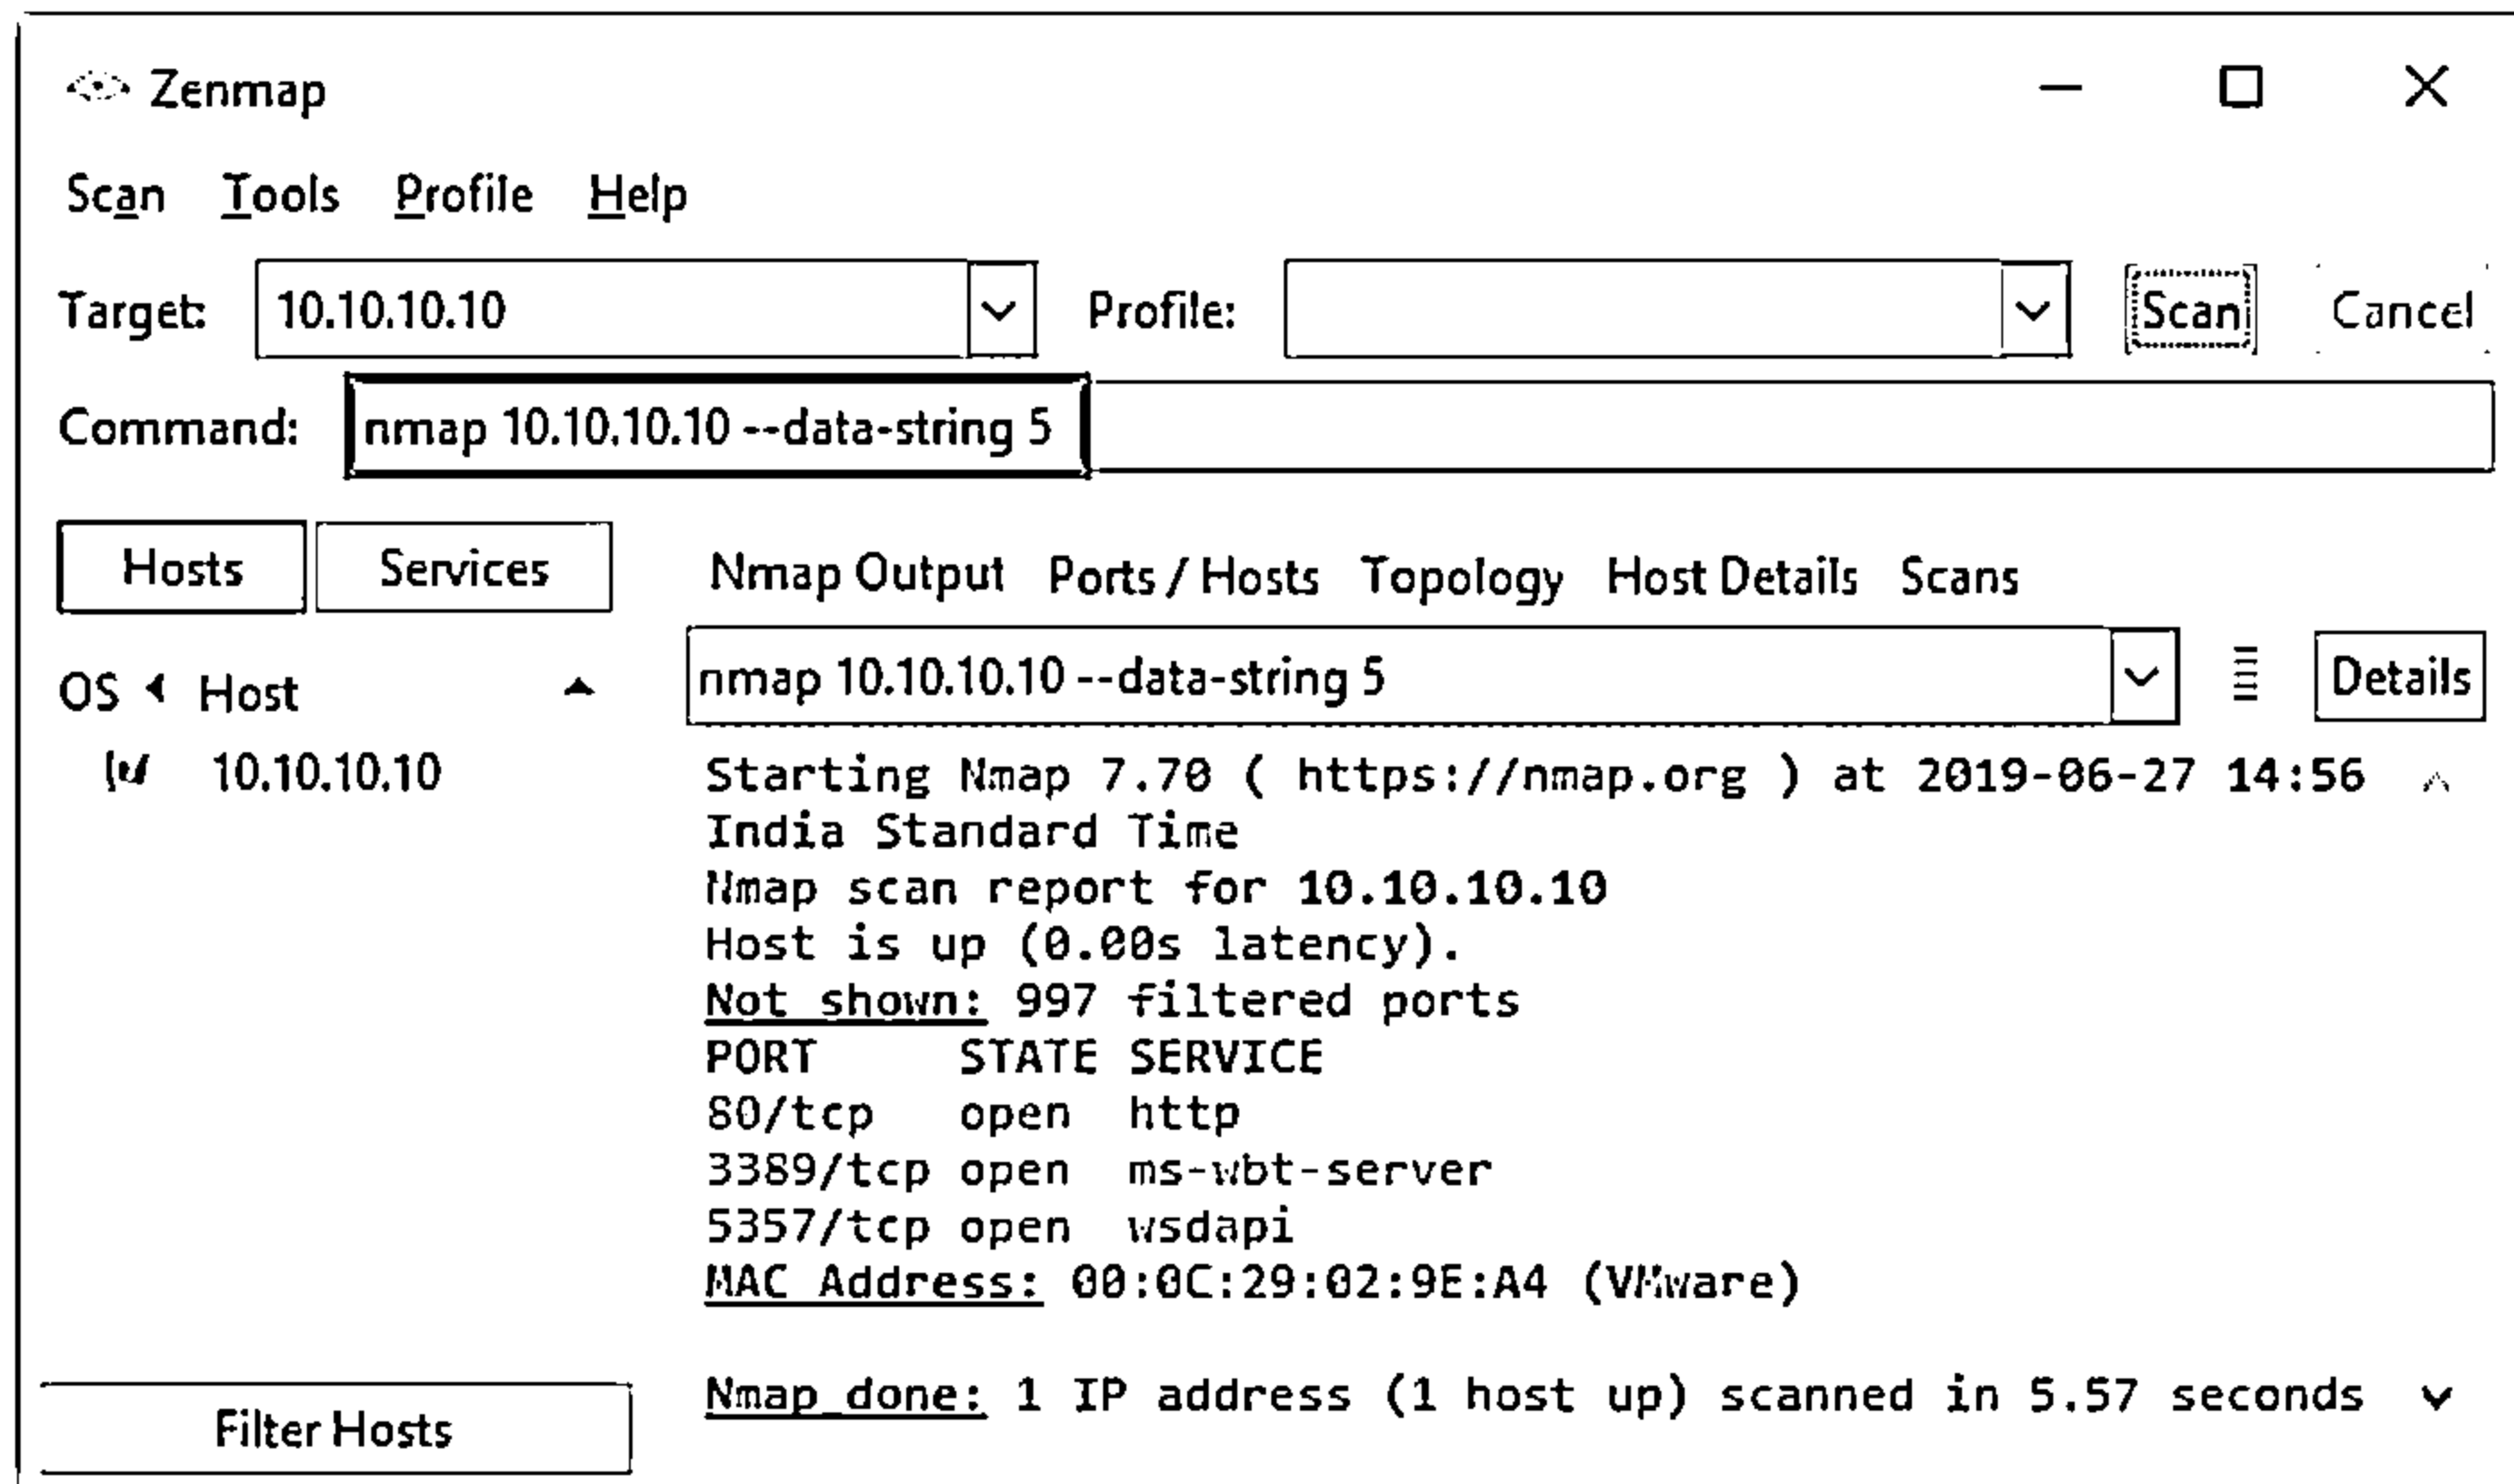 Zenmap
Scan Tools Profile Help
Target: 10.10.10.10 Profile: Scan Cancel
Command: nmap 10.10.10.10 --data-string 5
Hosts Services Nmap Output Ports / Hosts Topology Host Details Scans
OS Host nmap 10.10.10.10 --data-string 5 Details
10.10.10.10
Starting Nmap 7.70 ( https://nmap.org ) at 2019-06-27 14:56
India Standard Time
Nmap scan report for 10.10.10.10
Host is up (0.00s latency).
Not shown: 997 filtered ports
PORT STATE SERVICE
80/tcp open http
3389/tcp open ms-wbt-server
5357/tcp open wsdapi
MAC Address: 00:0C:29:02:9E:A4 (VMware)
Nmap done: 1 IP address (1 host up) scanned in 5.57 seconds
Filter Hosts